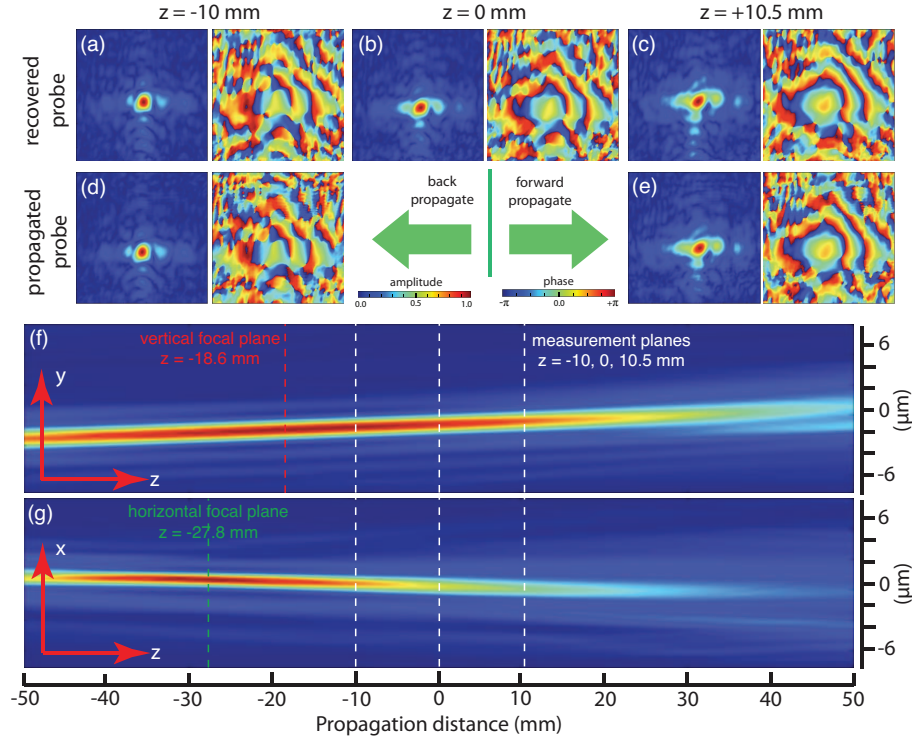 z = -10 mm
z = 0 mm
z = +10.5 mm
recovered
probe
(a)
(b)
(c)
propagated
probe
(d)
(e)
back
propagate
forward
propagate
amplitude
0.0 0.5 1.0
phase
-π 0.0 +π
(f)
vertical focal plane
z = -18.6 mm
measurement planes
z = -10, 0, 10.5 mm
y
z
6
0
-6
(μm)
(g)
horizontal focal plane
z = -27.8 mm
x
z
6
0
-6
(μm)
-50 -40 -30 -20 -10 0 10 20 30 40 50
Propagation distance (mm)